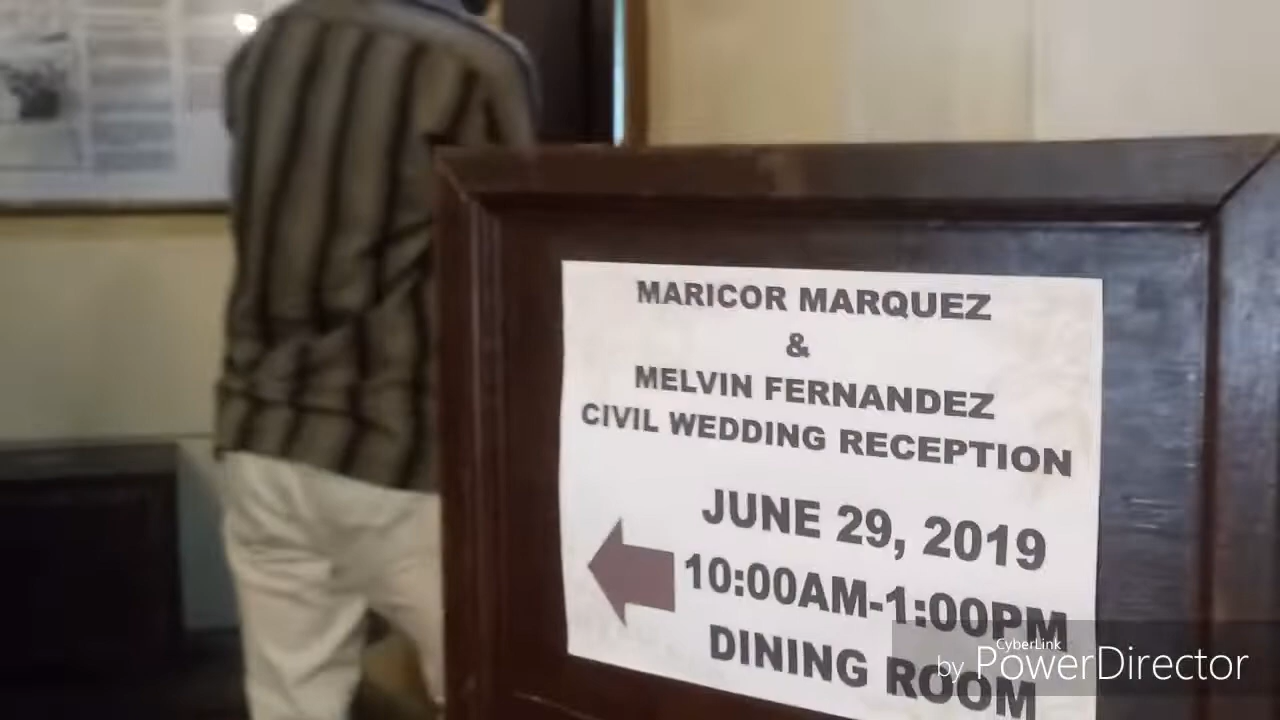 MARICOR MARQUEZ
&
MELVIN FERNANDEZ
CIVIL WEDDING RECEPTION
JUNE 29, 2019
10:00AM-1:00PM
DINING ROOM
CyberLink
by PowerDirector